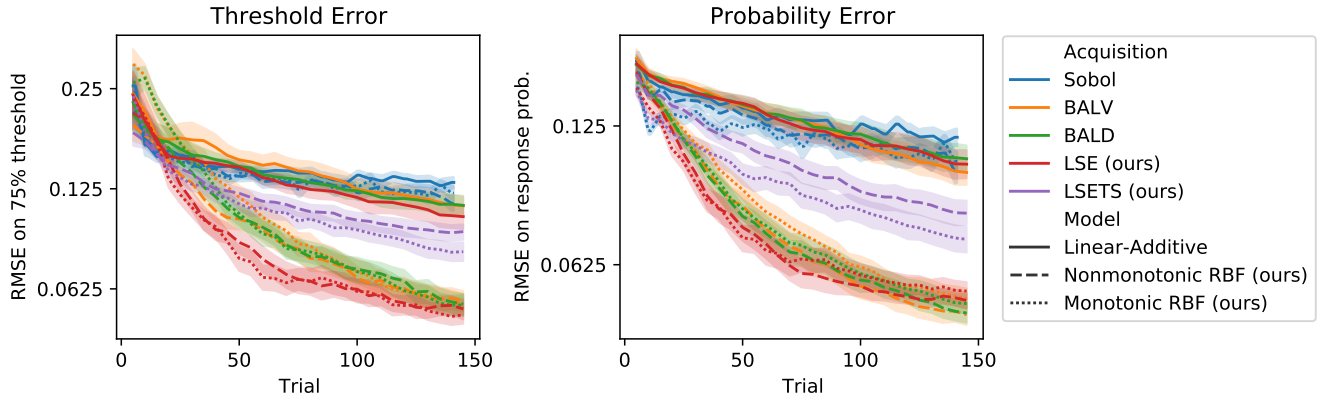 Threshold Error
RMSE on 75% threshold
0.25
0.125
0.0625
0
50
100
150
Trial
Probability Error
RMSE on response prob.
0.125
0.0625
0
50
100
150
Trial
Acquisition
Sobol
BALV
BALD
LSE (ours)
LSETS (ours)
Model
Linear-Additive
Nonmonotonic RBF (ours)
Monotonic RBF (ours)